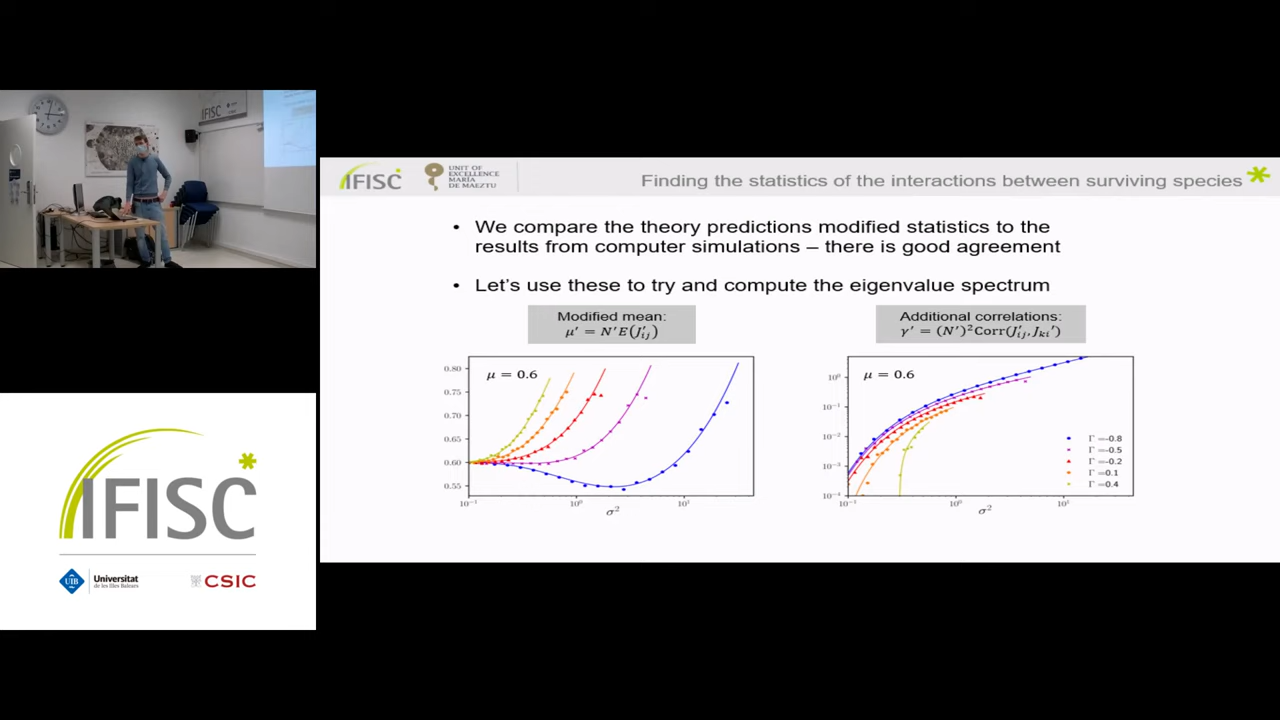 IFISC
IFISC
UNIT OF
EXCELLENCE
MARÍA
DE MAEZTU
Finding the statistics of the interactions between surviving species
• We compare the theory predictions modified statistics to the
results from computer simulations – there is good agreement
• Let's use these to try and compute the eigenvalue spectrum
Modified mean:
μ′ = N′E(J′ᵢⱼ)
Additional correlations:
γ′ = (N′)²Corr(J′ᵢⱼ, Jₖᵢ′)
μ = 0.6
0.80
0.75
0.70
0.65
0.60
0.55
10⁻¹
10⁰
10¹
σ²
μ = 0.6
10⁰
10⁻¹
10⁻²
10⁻³
10⁻⁴
Γ =-0.8
Γ =-0.5
Γ =-0.2
Γ =0.1
Γ =0.4
10⁻¹
10⁰
10¹
σ²
IFISC
UIB
Universitat
de les Illes Balears
CSIC